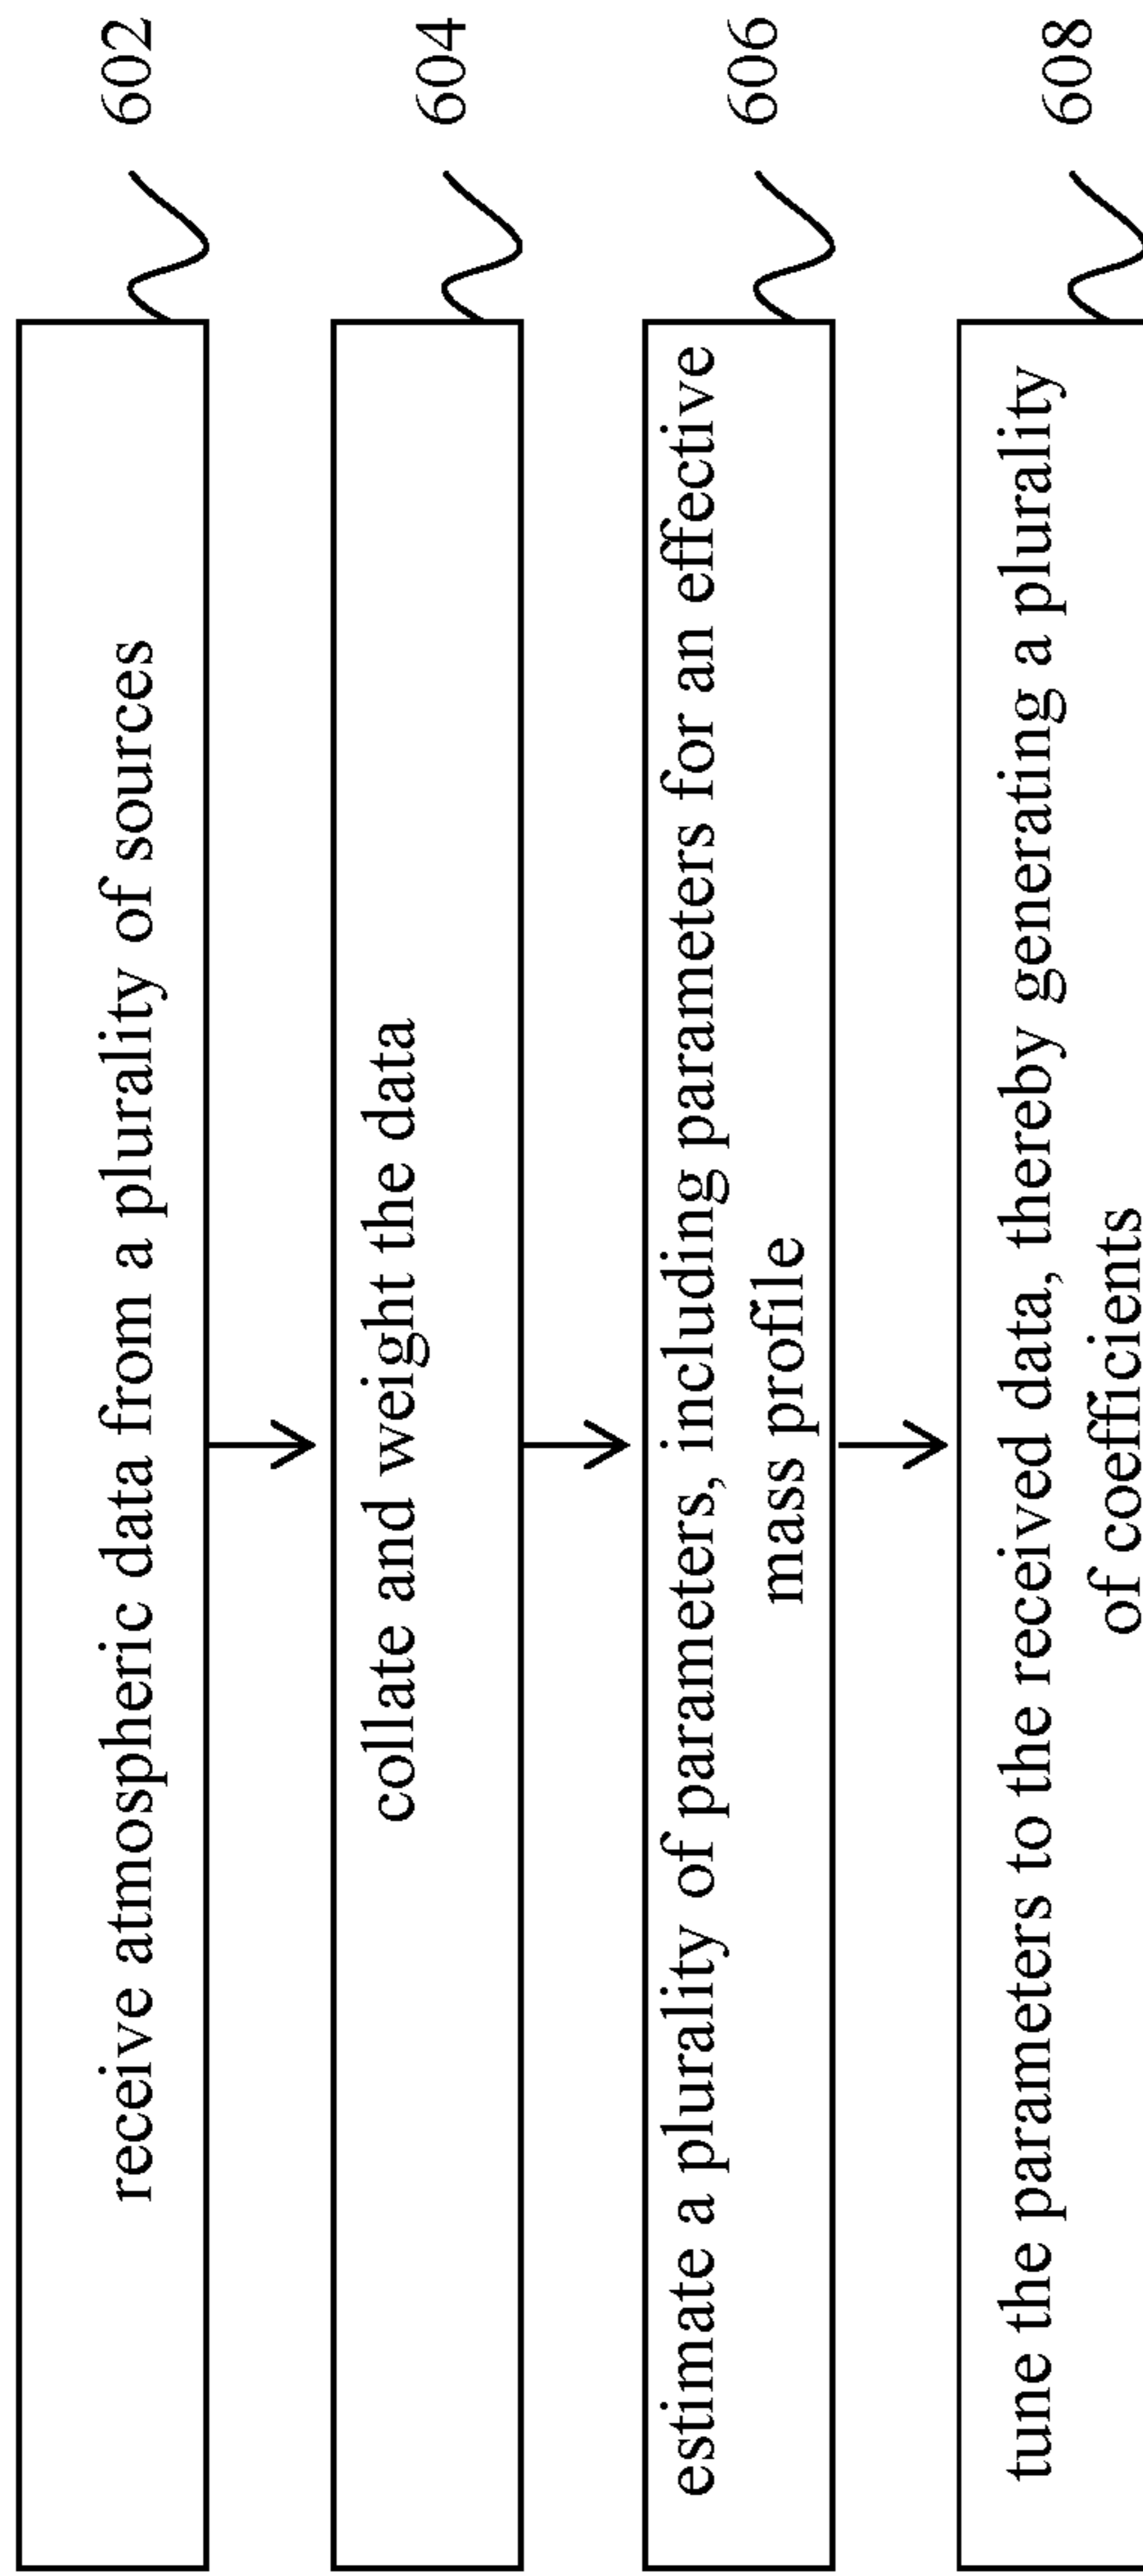 receive atmospheric data from a plurality of sources
602
collate and weight the data
604
estimate a plurality of parameters, including parameters for an effective
mass profile
606
tune the parameters to the received data, thereby generating a plurality
of coefficients
608